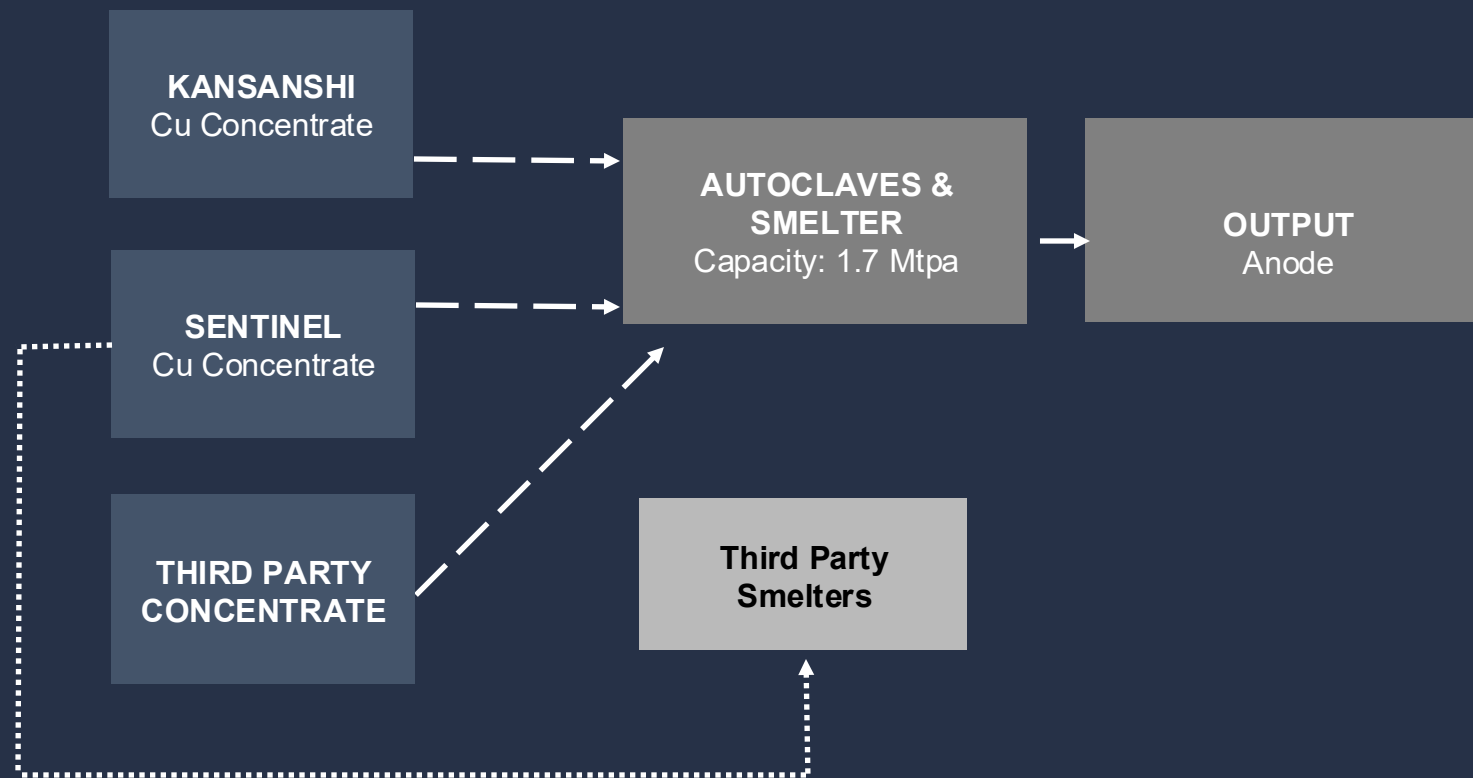 KANSANSHI
Cu Concentrate
AUTOCLAVES &
SMELTER
Capacity: 1.7 Mtpa
OUTPUT
Anode
SENTINEL
Cu Concentrate
THIRD PARTY
CONCENTRATE
Third Party
Smelters